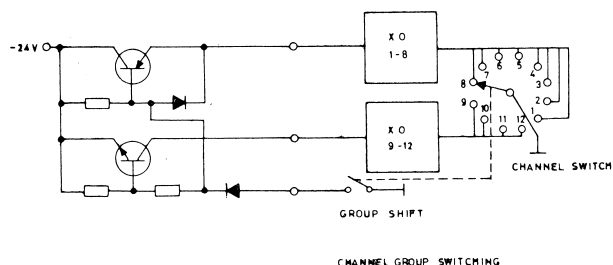 -24V
X O
1-8
X O
9-12
6
5
7
4
8
3
9
2
10
1
11
12
CHANNEL SWITCH
GROUP SHIFT
CHANNEL GROUP SWITCHING